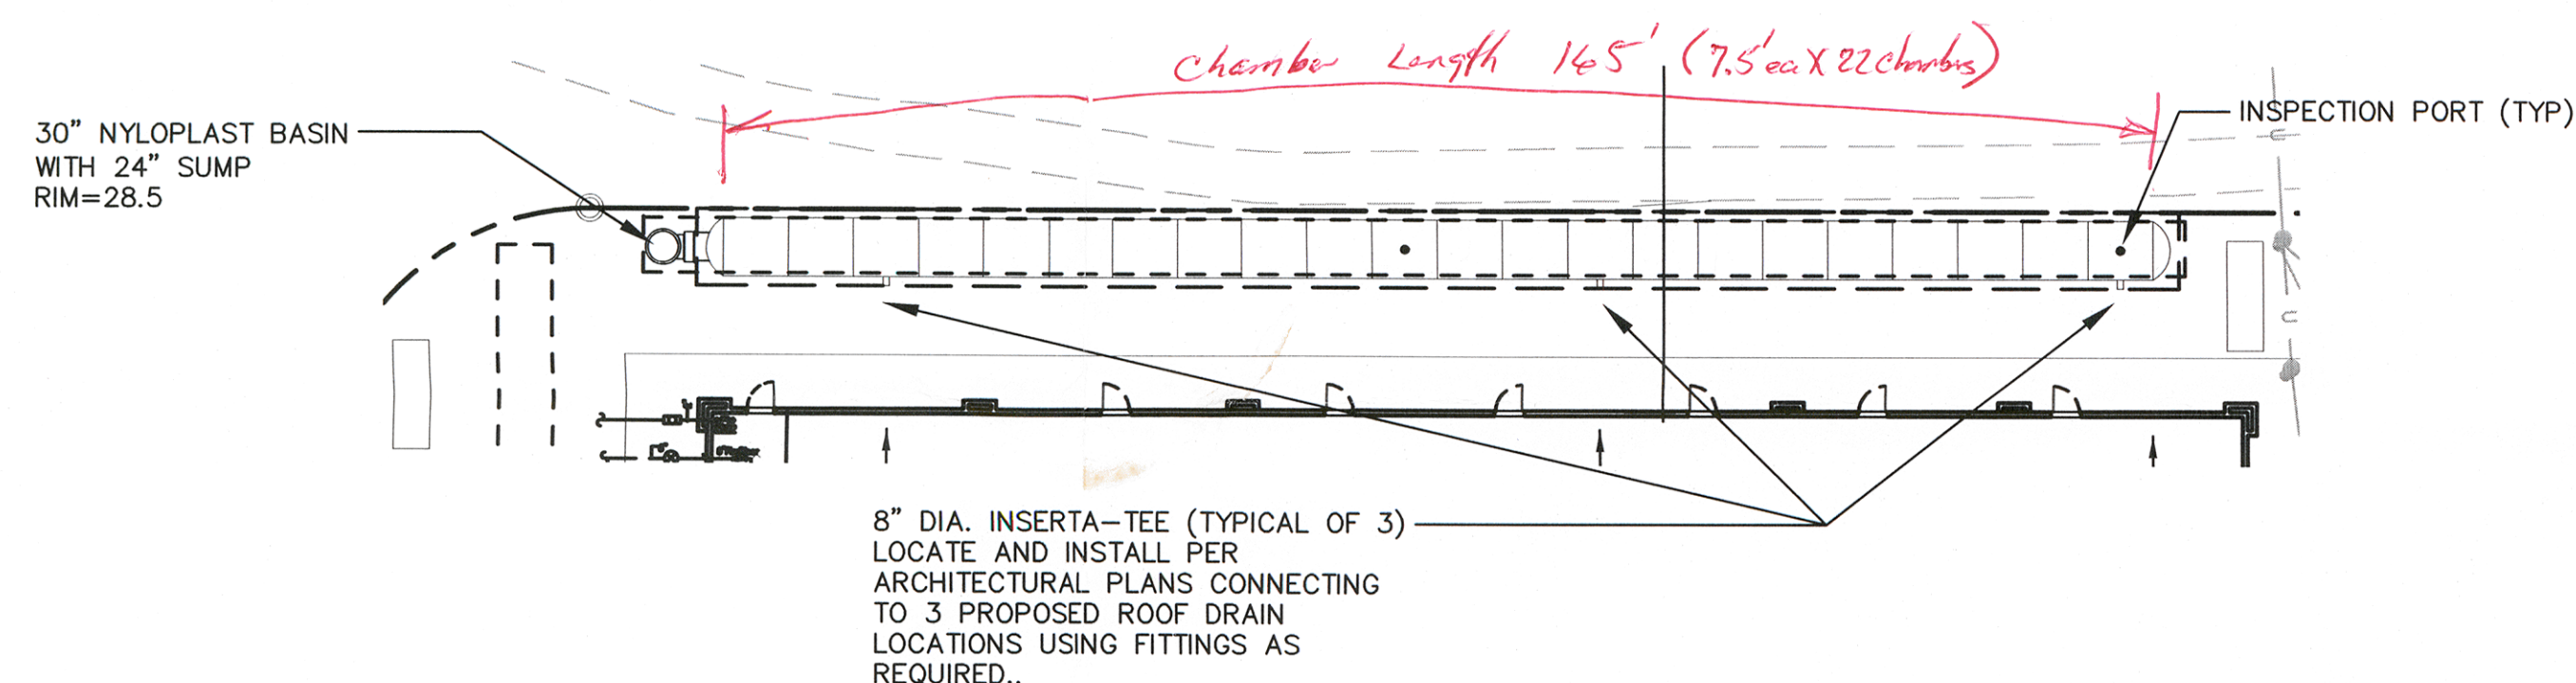 Chamber Length 165' (7.5' ea X 22 chambers)
30" NYLOPLAST BASIN
WITH 24" SUMP
RIM=28.5
INSPECTION PORT (TYP)
8" DIA. INSERTA-TEE (TYPICAL OF 3)
LOCATE AND INSTALL PER
ARCHITECTURAL PLANS CONNECTING
TO 3 PROPOSED ROOF DRAIN
LOCATIONS USING FITTINGS AS
REQUIRED..